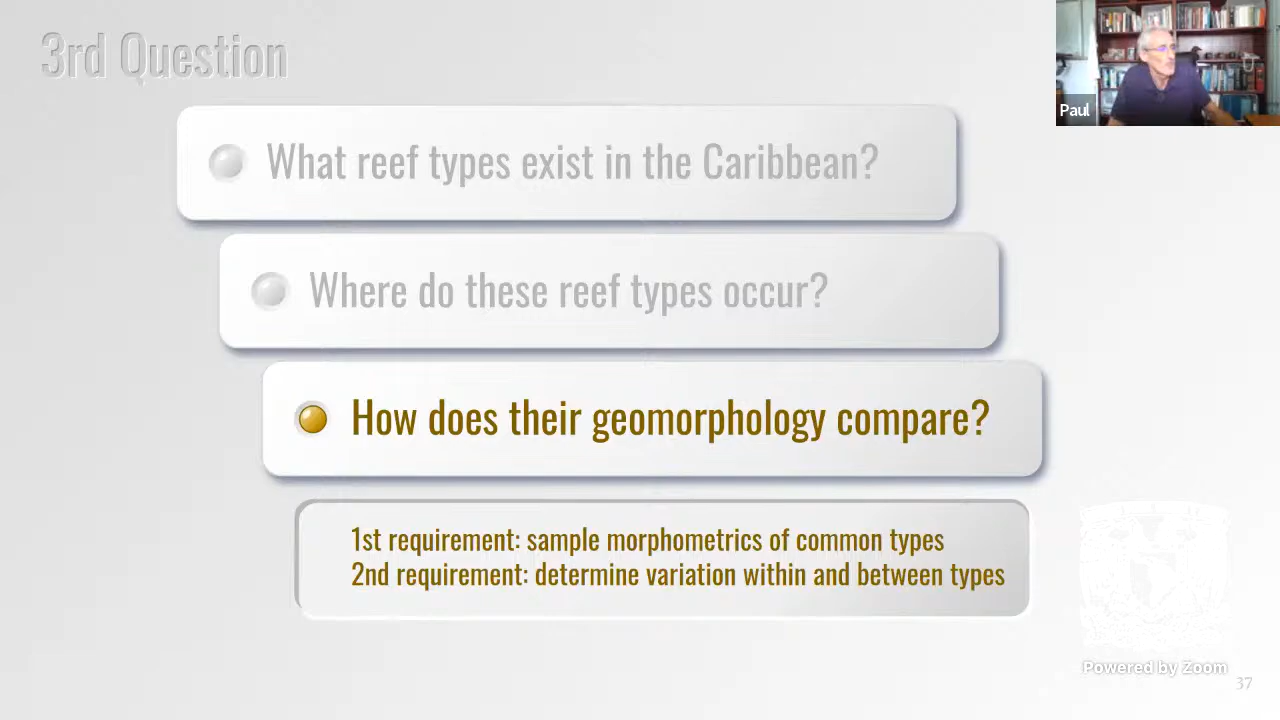 3rd Question
Paul
What reef types exist in the Caribbean?
Where do these reef types occur?
How does their geomorphology compare?
1st requirement: sample morphometrics of common types
2nd requirement: determine variation within and between types
Powered by Zoom
37